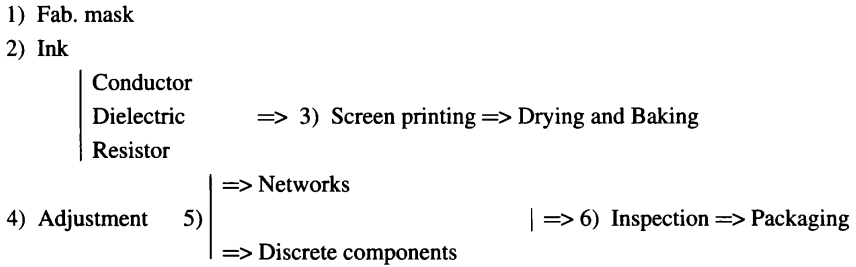 1) Fab. mask
2) Ink
Conductor
Dielectric => 3) Screen printing => Drying and Baking
Resistor
=> Networks
4) Adjustment 5) | => 6) Inspection => Packaging
=> Discrete components